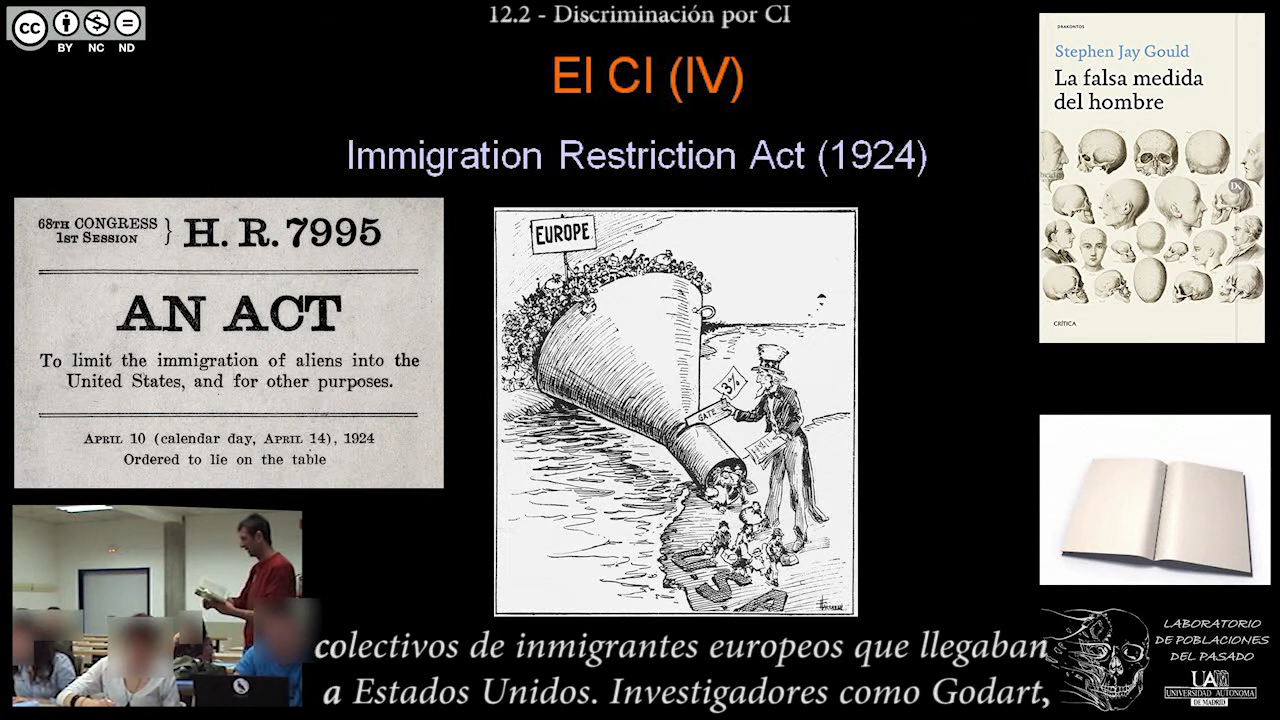 BY NC ND
12.2 - Discriminación por CI
El CI (IV)
Immigration Restriction Act (1924)
68TH CONGRESS
1ST SESSION
H. R. 7995
AN ACT
To limit the immigration of aliens into the
United States, and for other purposes.
APRIL 10 (calendar day, APRIL 14), 1924
Ordered to lie on the table
EUROPE
3%
GATE
U.S.A.
DRAKONTOS
Stephen Jay Gould
La falsa medida
del hombre
CRÍTICA
colectivos de inmigrantes europeos que llegaban
a Estados Unidos. Investigadores como Godart,
LABORATORIO
DE POBLACIONES
DEL PASADO
UAM
UNIVERSIDAD AUTONOMA
DE MADRID